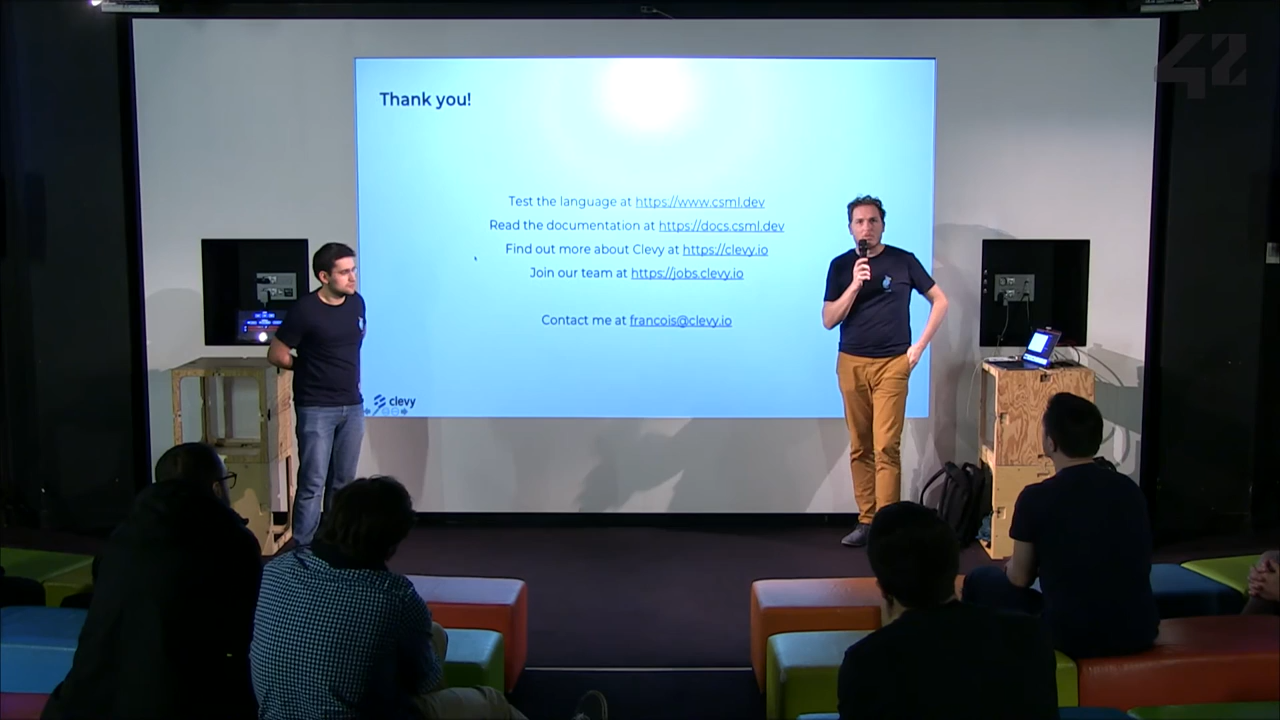 42
Thank you!
Test the language at https://www.csml.dev
Read the documentation at https://docs.csml.dev
Find out more about Clevy at https://clevy.io
Join our team at https://jobs.clevy.io
Contact me at francois@clevy.io
clevy